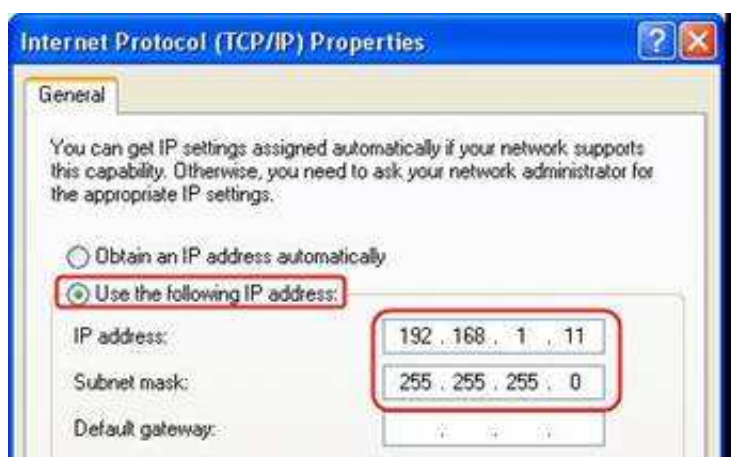 Internet Protocol (TCP/IP) Properties
General
You can get IP settings assigned automatically if your network supports
this capability. Otherwise, you need to ask your network administrator for
the appropriate IP settings.
Obtain an IP address automatically
Use the following IP address:
IP address: 192 . 168 . 1 . 11
Subnet mask: 255 . 255 . 255 . 0
Default gateway: . . .